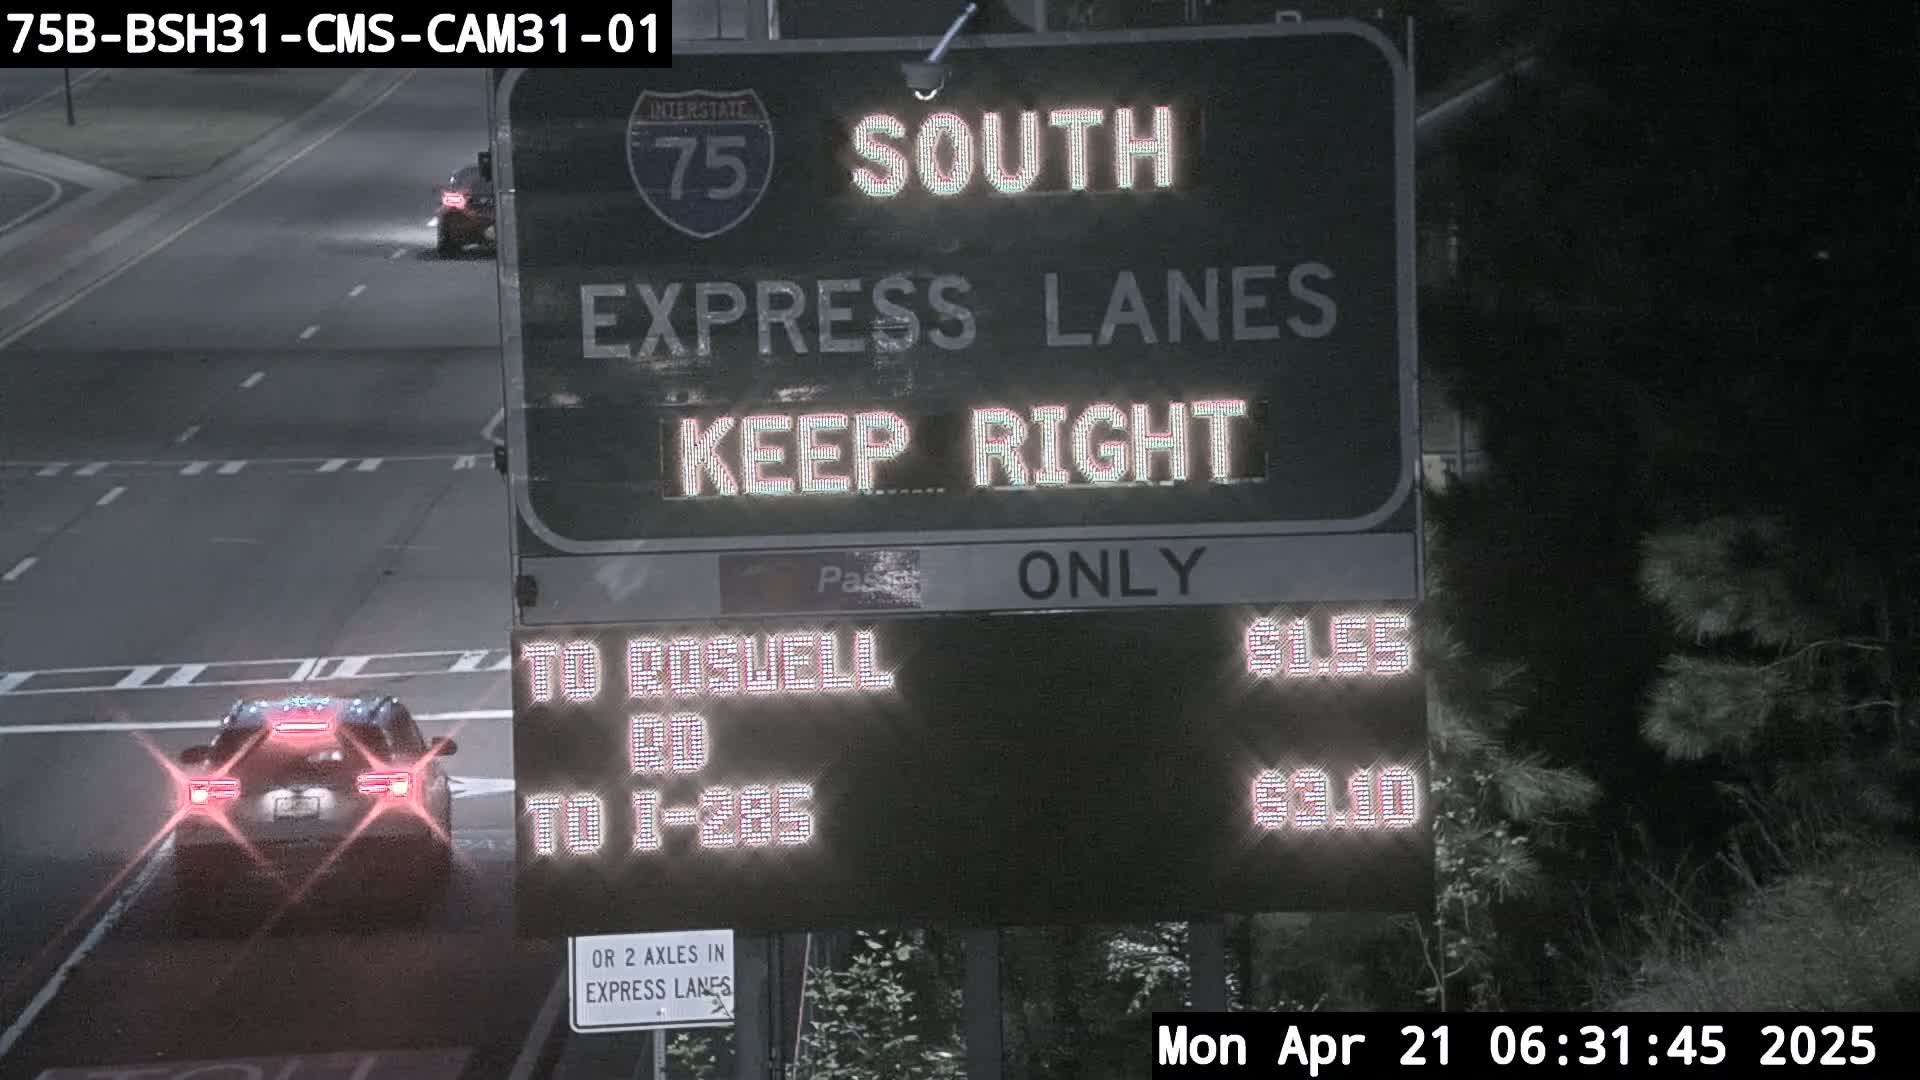 75B-BSH31-CMS-CAM31-01
INTERSTATE
75
SOUTH
EXPRESS LANES
KEEP RIGHT
ONLY
TO ROSWELL $1.55
RD
TO I-285 $3.10
OR 2 AXLES IN
EXPRESS LANES
Mon Apr 21 06:31:45 2025